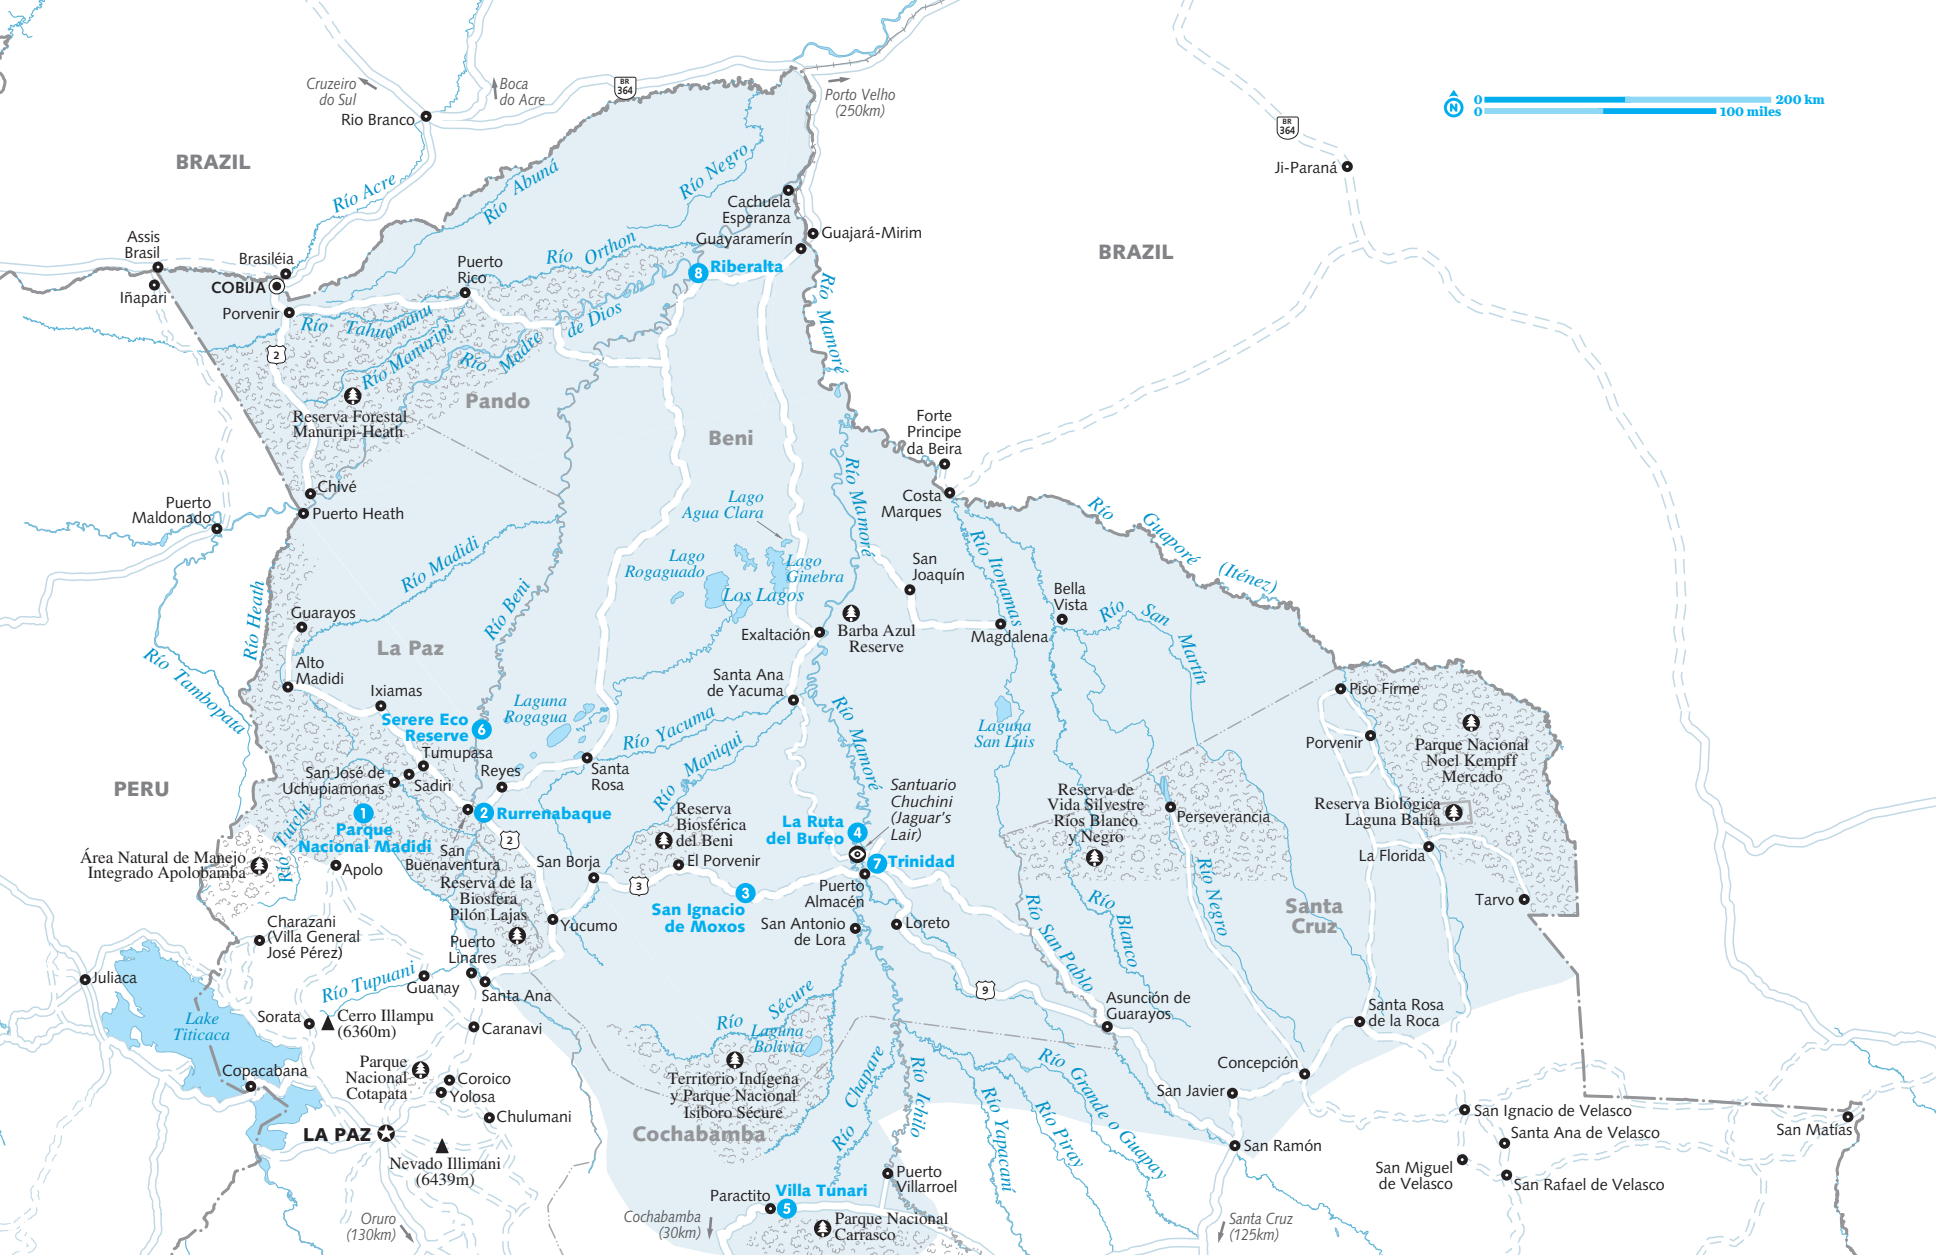 Cruzeiro
do Sul
Boca
do Acre
BR
364
Porto Velho
(250km)
Rio Branco
BRAZIL
Río Acre
Río Abuná
Río Negro
0
200 km
0
100 miles
N
BR
364
Ji-Paraná
BRAZIL
Cachuela
Esperanza
Guayaramerín
Guajará-Mirim
Assis
Brasil
Brasiléia
COBIJA
Iñapari
Porvenir
Puerto
Rico
Río Orthon
8 Riberalta
Río Tahuamanu
Río Manuripi
Río Madre de Dios
Río Mamoré
2
Reserva Forestal
Manuripi-Heath
Pando
Beni
Forte
Principe
da Beira
Costa
Marques
Chivé
Puerto Heath
Puerto
Maldonado
Lago
Agua Clara
Río Mamoré
Río Guaporé (Iténez)
Lago
Rogaguado
Lago
Ginebra
Los Lagos
San
Joaquín
Río Itonamas
Bella
Vista
Río San Martín
Río Madidi
Río Beni
Río Heath
Guarayos
La Paz
Exaltación
Barba Azul
Reserve
Magdalena
Río Tambopata
Alto
Madidi
Ixiamas
Santa Ana
de Yacuma
Piso Firme
Serere Eco
Reserve
6
Laguna
Rogagua
Río Yacuma
Río Maniqui
Río Mamoré
Laguna
San Luis
Porvenir
Parque Nacional
Noel Kempff
Mercado
Tumupasa
San José de
Uchupiamonas
Sadiri
Reyes
Santa
Rosa
PERU
1
Parque
Nacional Madidi
2 Rurrenabaque
2
Santuario
Chuchini
(Jaguar's
Lair)
Reserva de
Vida Silvestre
Ríos Blanco
y Negro
Perseverancia
Reserva Biológica
Laguna Bahía
Río Tuichi
Reserva
Biosférica
del Beni
La Ruta
del Bufeo
4
Área Natural de Manejo
Integrado Apolobamba
Apolo
San
Buenaventura
San Borja
El Porvenir
3
7 Trinidad
La Florida
Reserva de la
Biosfera
Pilón Lajas
3
San Ignacio
de Moxos
Puerto
Almacén
Tarvo
Charazani
(Villa General
José Pérez)
Yucumo
San Antonio
de Lora
Loreto
Río San Pablo
Río Blanco
Río Negro
Santa
Cruz
Juliaca
Puerto
Linares
Río Tupuani
Guanay
Santa Ana
9
Asunción de
Guarayos
Santa Rosa
de la Roca
Lake
Titicaca
Sorata
Cerro Illampu
(6360m)
Caranavi
Río Sécure
Laguna
Bolivia
Copacabana
Parque
Nacional
Cotapata
Coroico
Yolosa
Territorio Indígena
y Parque Nacional
Isiboro Sécure
Río Chapare
Río Ichilo
Río Yapacaní
Río Piray
Río Grande o Guapay
Concepción
San Javier
Chulumani
LA PAZ
Cochabamba
San Ramón
San Ignacio de Velasco
Santa Ana de Velasco
San Matías
Nevado Illimani
(6439m)
Puerto
Villarroel
San Miguel
de Velasco
San Rafael de Velasco
Paractito
Villa Tunari
5
Oruro
(130km)
Cochabamba
(30km)
Parque Nacional
Carrasco
Santa Cruz
(125km)